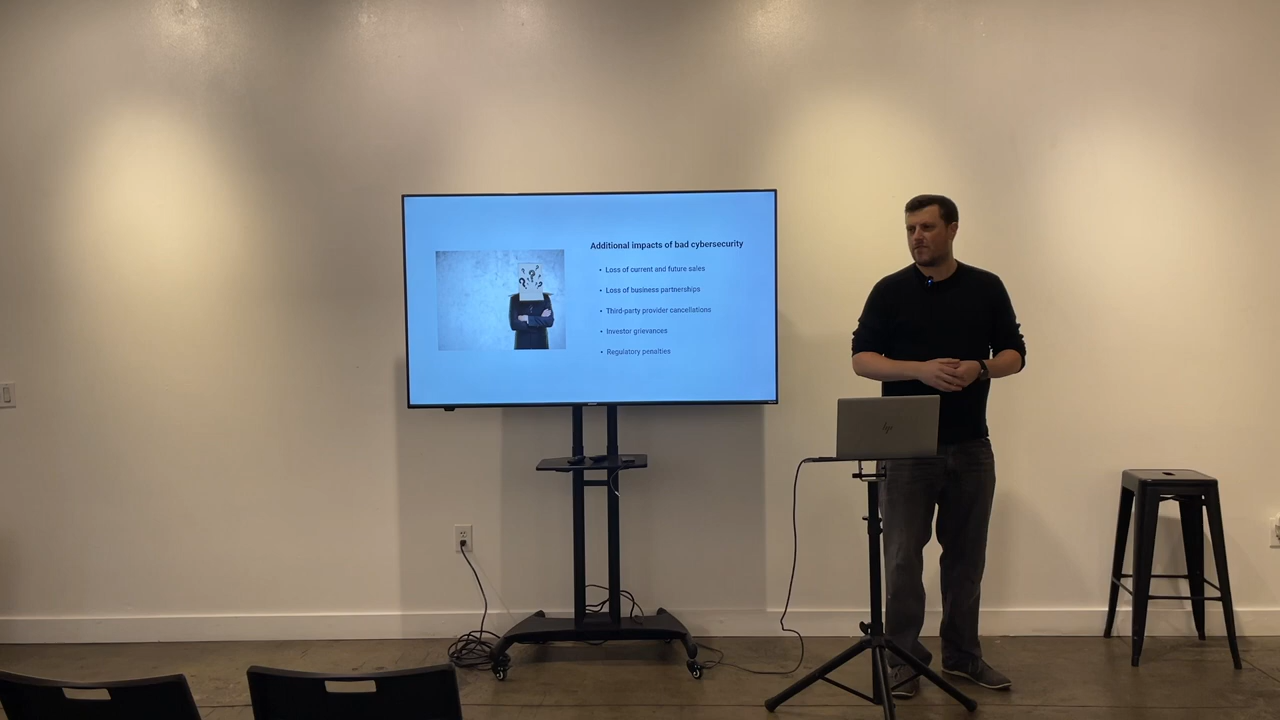 Additional impacts of bad cybersecurity
• Loss of current and future sales
• Loss of business partnerships
• Third-party provider cancellations
• Investor grievances
• Regulatory penalties
hp